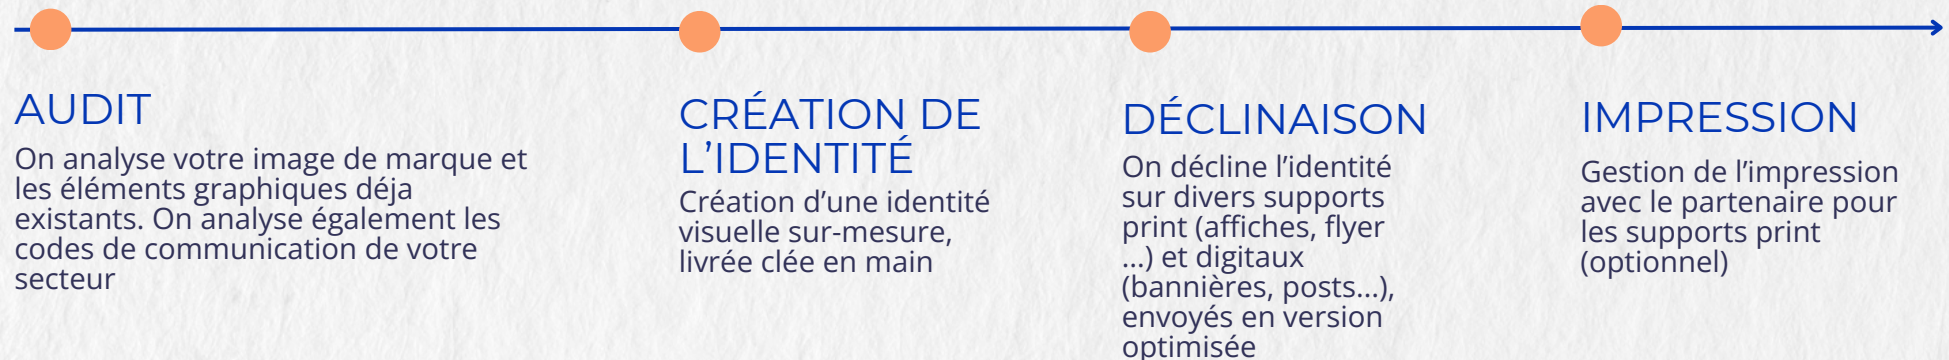 AUDIT
On analyse votre image de marque et
les éléments graphiques déja
existants. On analyse également les
codes de communication de votre
secteur
CRÉATION DE
L’IDENTITÉ
Création d’une identité
visuelle sur-mesure,
livrée clée en main
DÉCLINAISON
On décline l’identité
sur divers supports
print (affiches, flyer
...) et digitaux
(bannières, posts...),
envoyés en version
optimisée
IMPRESSION
Gestion de l’impression
avec le partenaire pour
les supports print
(optionnel)